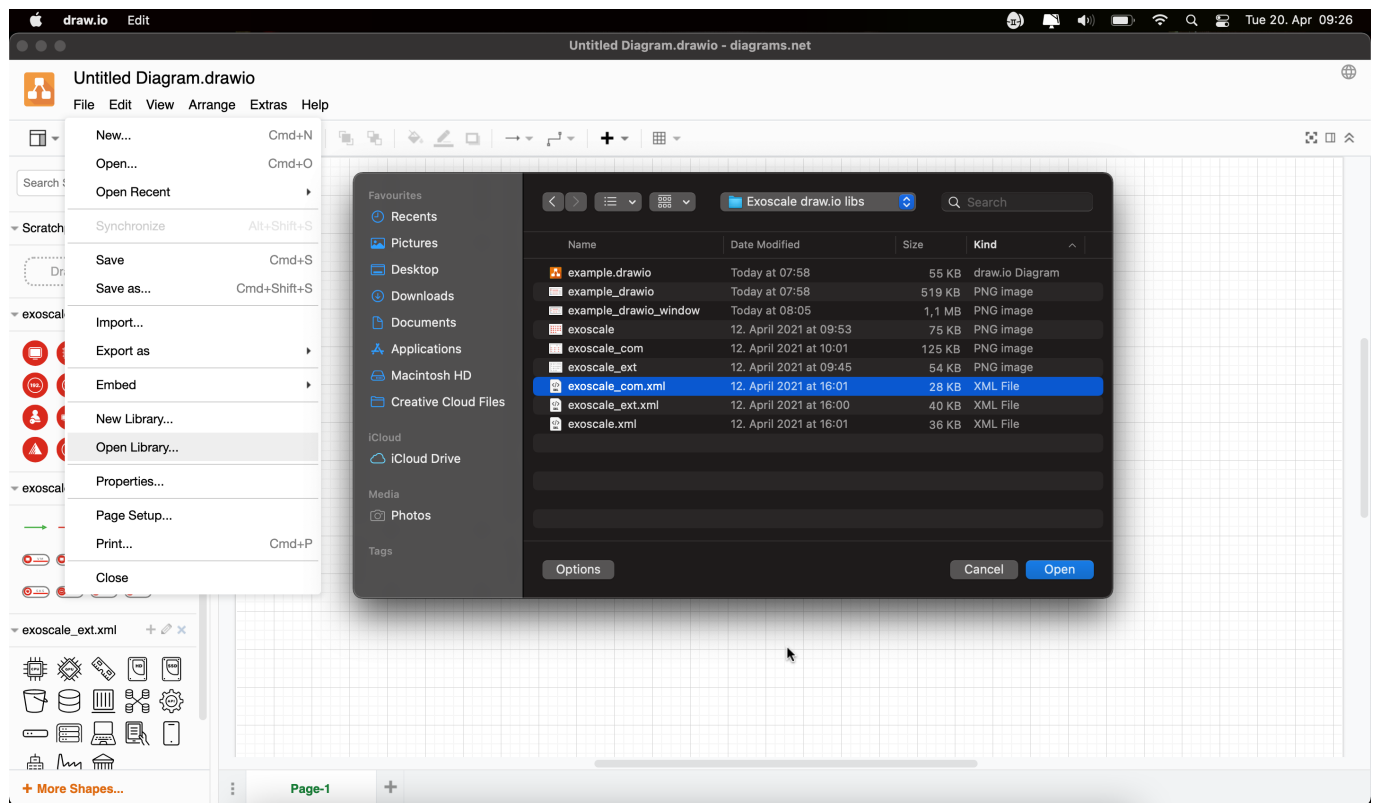 draw.io Edit Tue 20. Apr 09:26
Untitled Diagram.drawio - diagrams.net
Untitled Diagram.drawio
File Edit View Arrange Extras Help
New... Cmd+N
Open... Cmd+O
Open Recent
Synchronize Alt+Shift+S
Save Cmd+S
Save as... Cmd+Shift+S
Import...
Export as
Embed
New Library...
Open Library...
Properties...
Page Setup...
Print... Cmd+P
Close
Search
Scratch
Dr
exoscal
exoscal
exoscale_ext.xml
CPU GPU HD SSD
API
+ More Shapes...
Favourites
Recents
Pictures
Desktop
Downloads
Documents
Applications
Macintosh HD
Creative Cloud Files
iCloud
iCloud Drive
Media
Photos
Tags
Exoscale draw.io libs Search
Name Date Modified Size Kind
example.drawio Today at 07:58 55 KB draw.io Diagram
example_drawio Today at 07:58 519 KB PNG image
example_drawio_window Today at 08:05 1,1 MB PNG image
exoscale 12. April 2021 at 09:53 75 KB PNG image
exoscale_com 12. April 2021 at 10:01 125 KB PNG image
exoscale_ext 12. April 2021 at 09:45 54 KB PNG image
exoscale_com.xml 12. April 2021 at 16:01 28 KB XML File
exoscale_ext.xml 12. April 2021 at 16:00 40 KB XML File
exoscale.xml 12. April 2021 at 16:01 36 KB XML File
Options Cancel Open
Page-1